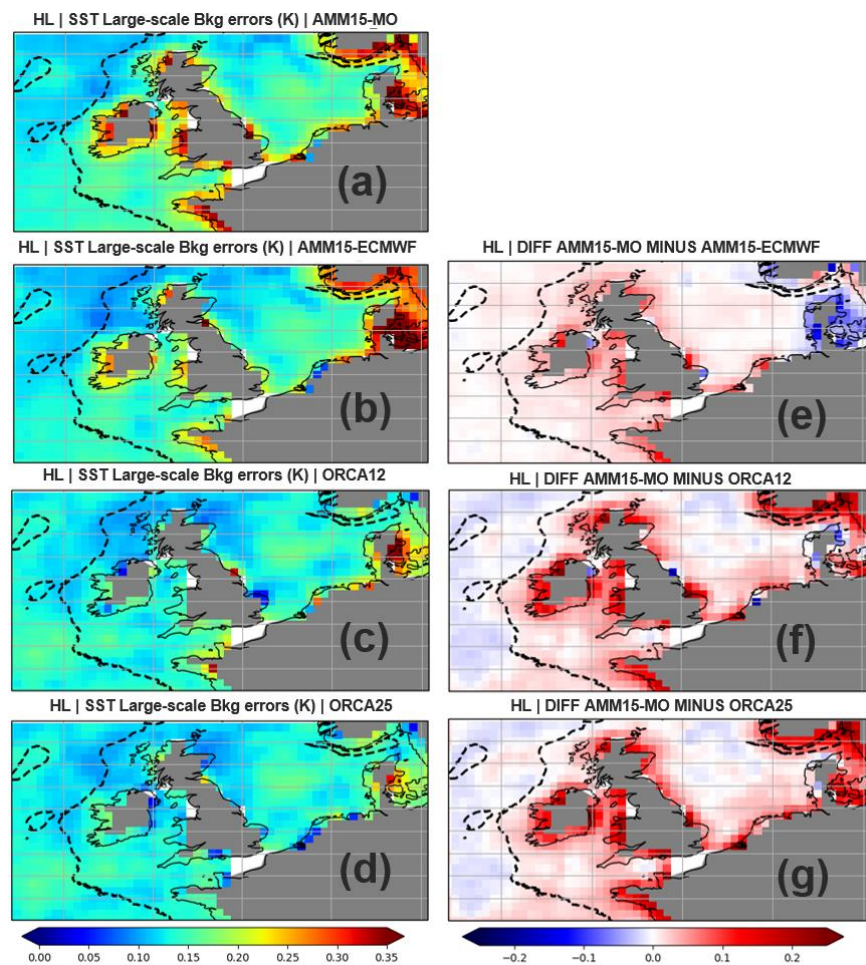 HL | SST Large-scale Bkg errors (K) | AMM15-MO
(a)
HL | SST Large-scale Bkg errors (K) | AMM15-ECMWF
(b)
HL | DIFF AMM15-MO MINUS AMM15-ECMWF
(e)
HL | SST Large-scale Bkg errors (K) | ORCA12
(c)
HL | DIFF AMM15-MO MINUS ORCA12
(f)
HL | SST Large-scale Bkg errors (K) | ORCA25
(d)
HL | DIFF AMM15-MO MINUS ORCA25
(g)
0.00 0.05 0.10 0.15 0.20 0.25 0.30 0.35
−0.2 −0.1 0.0 0.1 0.2